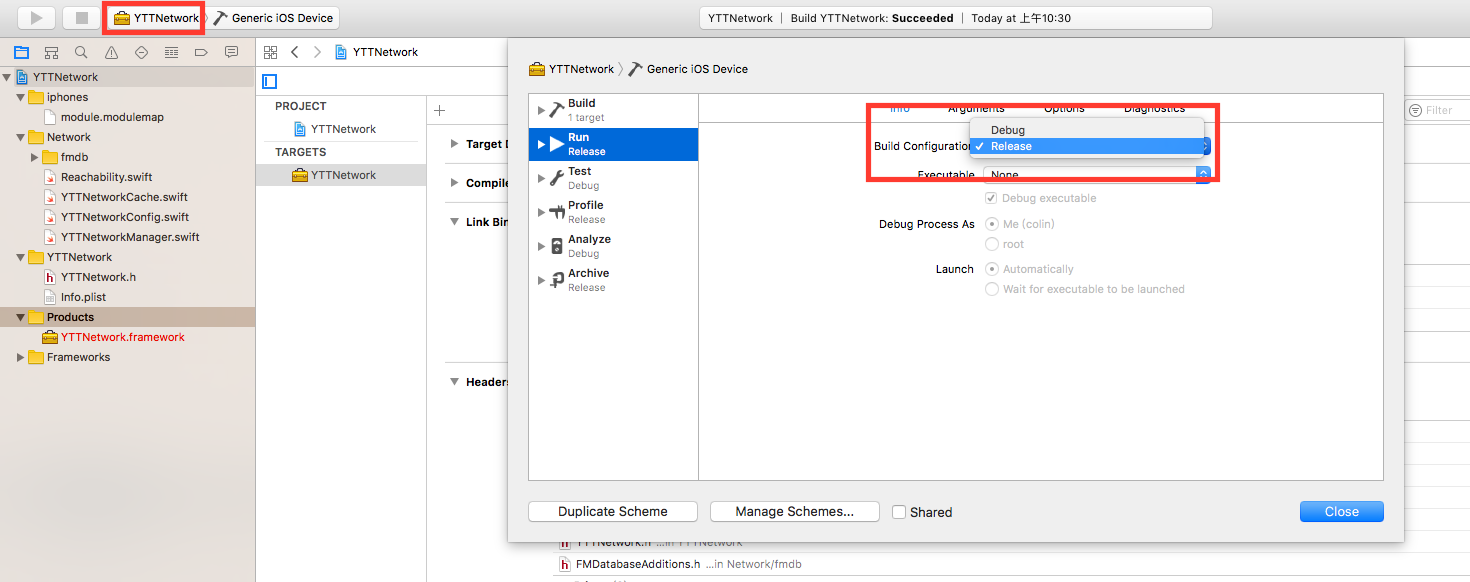 YTTNetwork Generic iOS Device
YTTNetwork | Build YTTNetwork: Succeeded | Today at 上午10:30
YTTNetwork
iphones
module.modulemap
Network
fmdb
Reachability.swift
YTTNetworkCache.swift
YTTNetworkConfig.swift
YTTNetworkManager.swift
YTTNetwork
YTTNetwork.h
Info.plist
Products
YTTNetwork.framework
Frameworks
YTTNetwork
PROJECT
YTTNetwork
TARGETS
YTTNetwork
Target D
Compile
Link Bin
Headers
YTTNetwork Generic iOS Device
Build
1 target
Run
Release
Test
Debug
Profile
Release
Analyze
Debug
Archive
Release
Info Arguments Options Diagnostics
Debug
Build Configuration Release
Executable None
Debug executable
Debug Process As Me (colin)
root
Launch Automatically
Wait for executable to be launched
Duplicate Scheme Manage Schemes... Shared Close
Filter
YTTNetwork.h ...in YTTNetwork
FMDatabaseAdditions.h ...in Network/fmdb